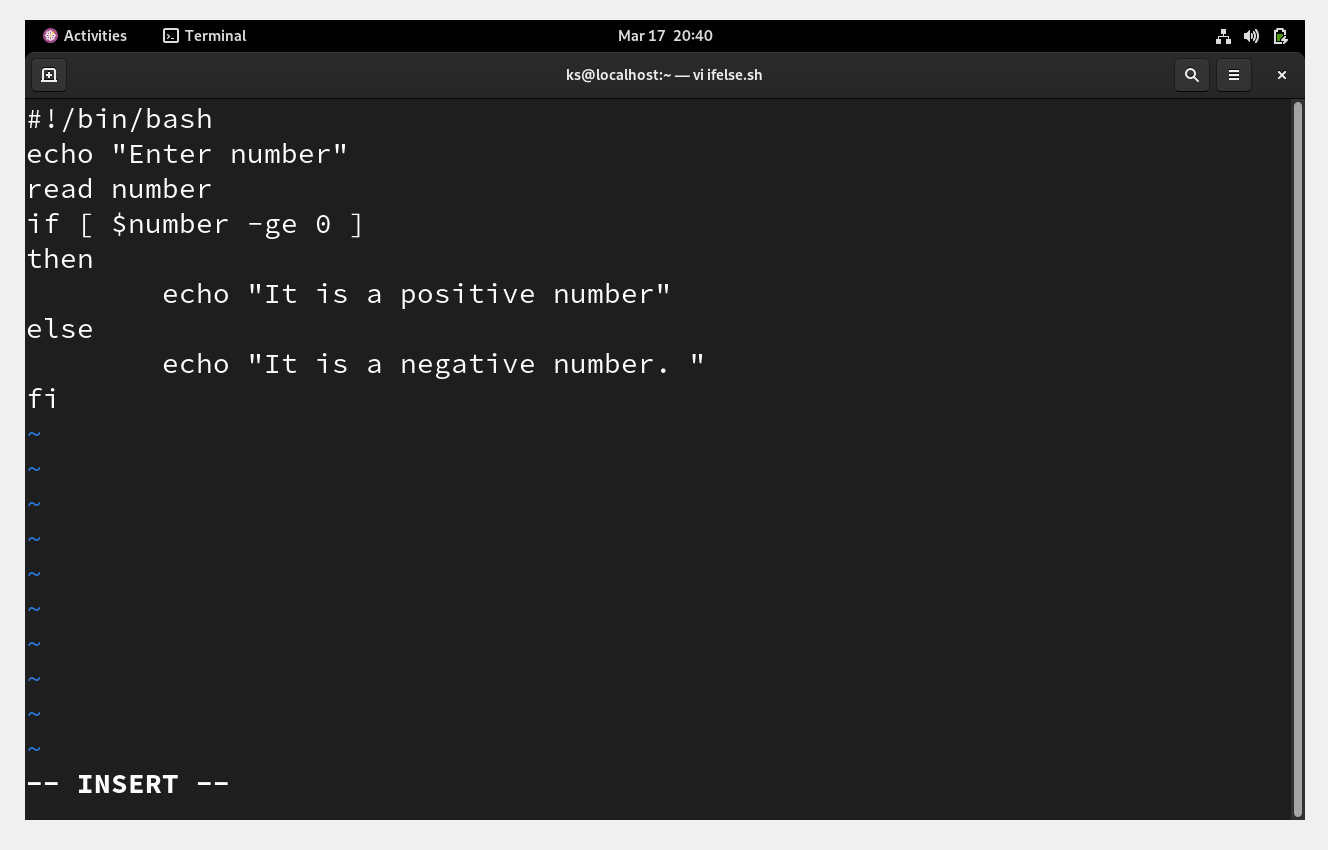 Activities Terminal Mar 17 20:40
ks@localhost:~ — vi ifelse.sh
#!/bin/bash
echo "Enter number"
read number
if [ $number -ge 0 ]
then
        echo "It is a positive number"
else
        echo "It is a negative number. "
fi
~
~
~
~
~
~
~
~
~
~
-- INSERT --